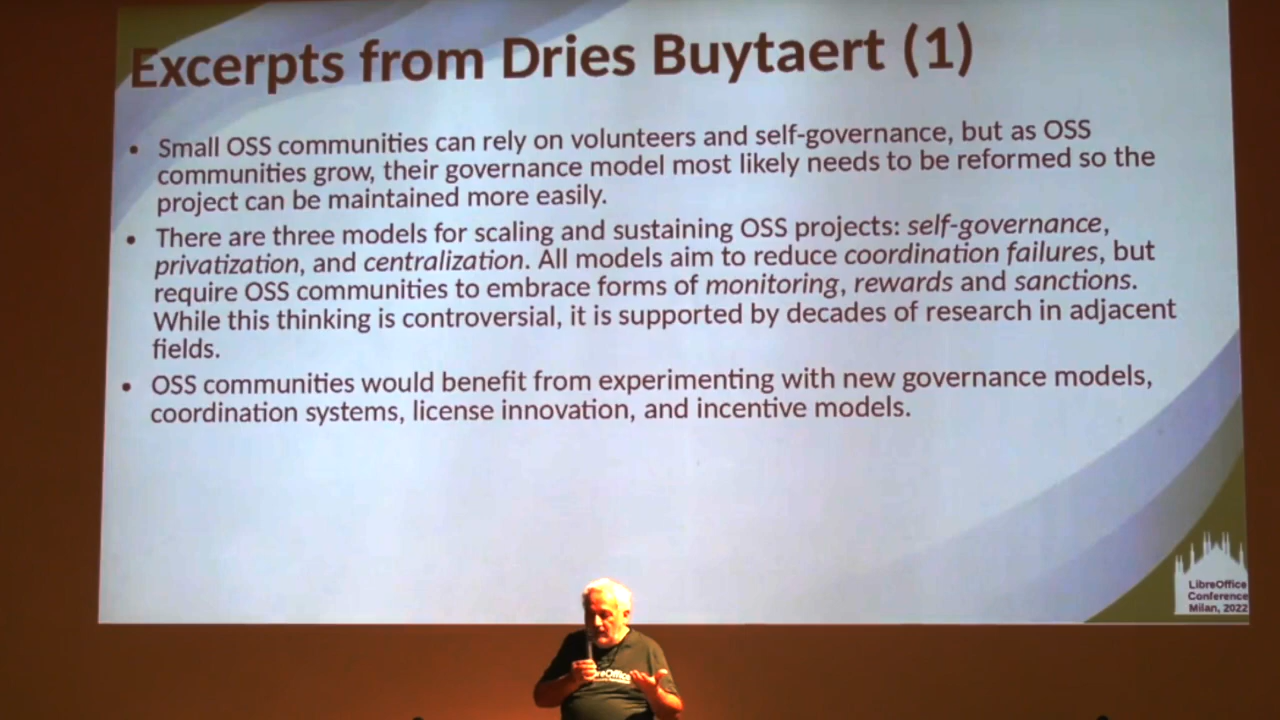 Excerpts from Dries Buytaert (1)
• Small OSS communities can rely on volunteers and self-governance, but as OSS
communities grow, their governance model most likely needs to be reformed so the
project can be maintained more easily.
• There are three models for scaling and sustaining OSS projects: self-governance,
privatization, and centralization. All models aim to reduce coordination failures, but
require OSS communities to embrace forms of monitoring, rewards and sanctions.
While this thinking is controversial, it is supported by decades of research in adjacent
fields.
• OSS communities would benefit from experimenting with new governance models,
coordination systems, license innovation, and incentive models.
LibreOffice
Conference
Milan, 2022